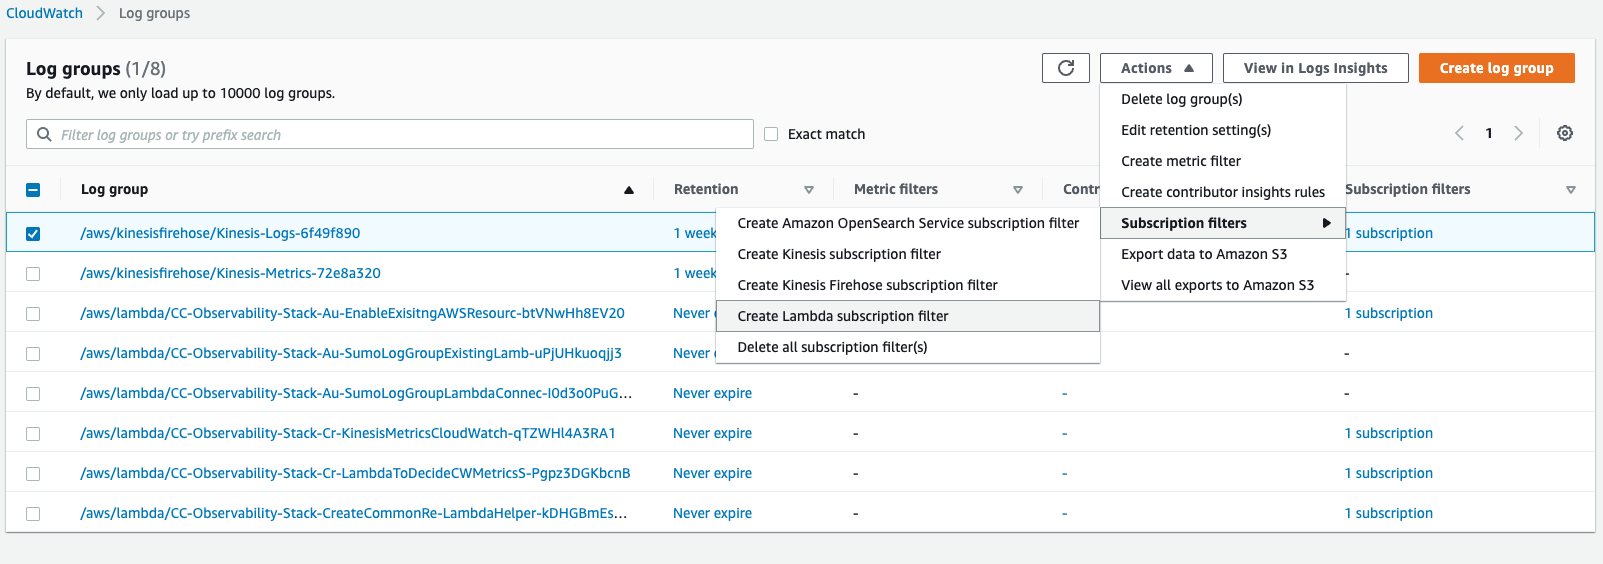 CloudWatch > Log groups
Log groups (1/8)
By default, we only load up to 10000 log groups.
Actions
View in Logs Insights
Create log group
Filter log groups or try prefix search
Exact match
1
Delete log group(s)
Edit retention setting(s)
Create metric filter
Create contributor insights rules
Subscription filters
Export data to Amazon S3
View all exports to Amazon S3
Create Amazon OpenSearch Service subscription filter
Create Kinesis subscription filter
Create Kinesis Firehose subscription filter
Create Lambda subscription filter
Delete all subscription filter(s)
Log group Retention Metric filters Contr Subscription filters
/aws/kinesisfirehose/Kinesis-Logs-6f49f890 1 week 1 subscription
/aws/kinesisfirehose/Kinesis-Metrics-72e8a320 1 week -
/aws/lambda/CC-Observability-Stack-Au-EnableExisitngAWSResourc-btVNwHh8EV20 Never 1 subscription
/aws/lambda/CC-Observability-Stack-Au-SumoLogGroupExistingLamb-uPjUHkuoqjj3 Never -
/aws/lambda/CC-Observability-Stack-Au-SumoLogGroupLambdaConnec-I0d3o0PuG... Never expire - - -
/aws/lambda/CC-Observability-Stack-Cr-KinesisMetricsCloudWatch-qTZWHl4A3RA1 Never expire - - 1 subscription
/aws/lambda/CC-Observability-Stack-Cr-LambdaToDecideCWMetricsS-Pgpz3DGKbcnB Never expire - - 1 subscription
/aws/lambda/CC-Observability-Stack-CreateCommonRe-LambdaHelper-kDHGBmEs... Never expire - - 1 subscription